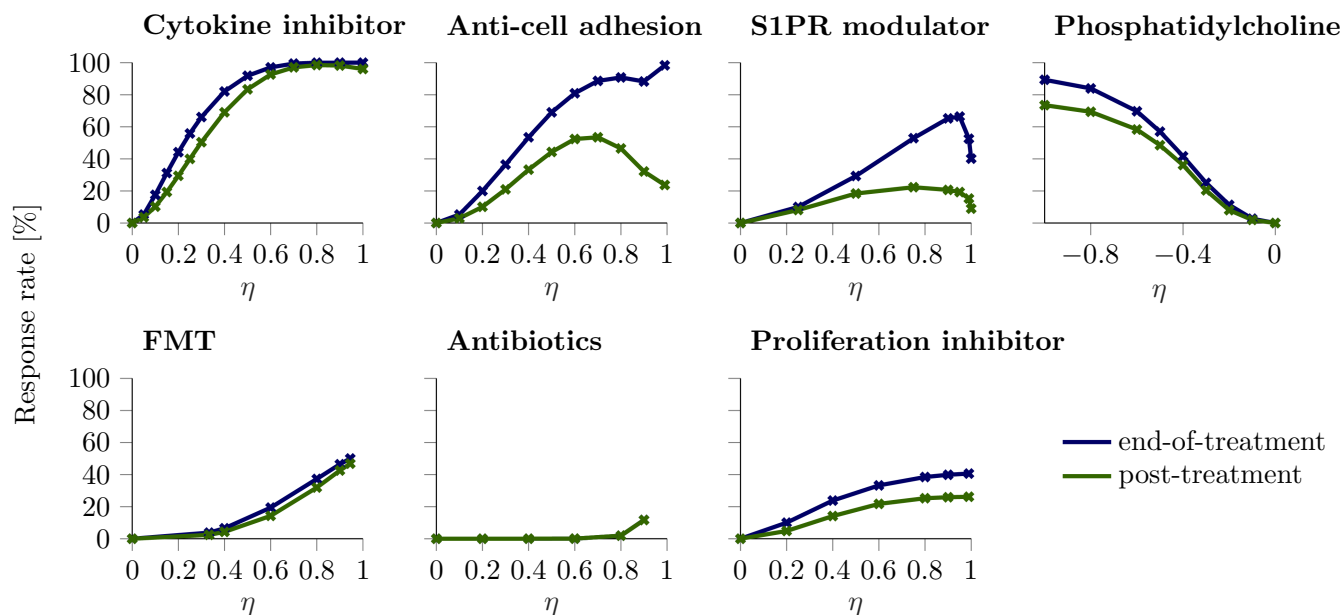 Cytokine inhibitor Anti-cell adhesion S1PR modulator Phosphatidylcholine
100
80
60
40
20
0
0 0.2 0.4 0.6 0.8 1
η
0 0.2 0.4 0.6 0.8 1
η
0 0.2 0.4 0.6 0.8 1
η
−0.8 −0.4 0
η
Response rate [%]
FMT Antibiotics Proliferation inhibitor
100
80
60
40
20
0
0 0.2 0.4 0.6 0.8 1
η
0 0.2 0.4 0.6 0.8 1
η
0 0.2 0.4 0.6 0.8 1
η
end-of-treatment
post-treatment